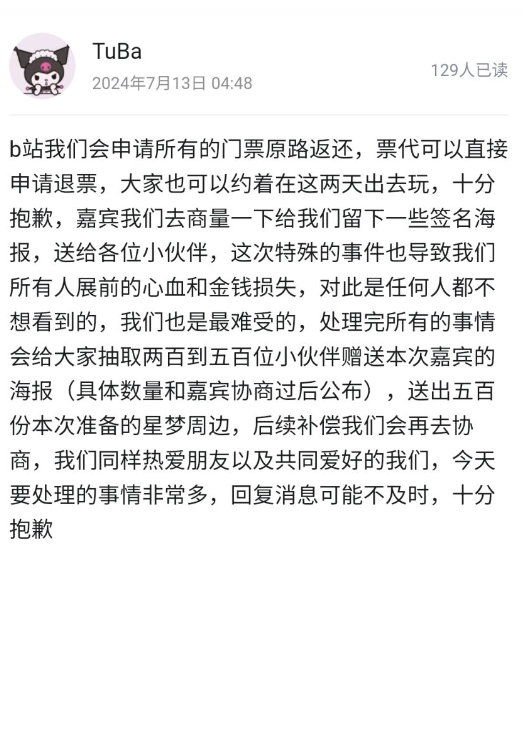 TuBa
2024年7月13日 04:48
129人已读
b站我们会申请所有的门票原路返还，票代可以直接
申请退票，大家也可以约着在这两天出去玩，十分
抱歉，嘉宾我们去商量一下给我们留下一些签名海
报，送给各位小伙伴，这次特殊的事件也导致我们
所有人展前的心血和金钱损失，对此是任何人都不
想看到的，我们也是最难受的，处理完所有的事情
会给大家抽取两百到五百位小伙伴赠送本次嘉宾的
海报（具体数量和嘉宾协商过后公布），送出五百
份本次准备的星梦周边，后续补偿我们会再去协
商，我们同样热爱朋友以及共同爱好的我们，今天
要处理的事情非常多，回复消息可能不及时，十分
抱歉